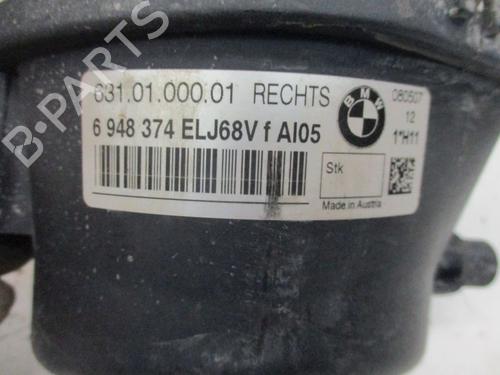 B-PARTS
631.01.000.01 RECHTS
6 948 374 ELJ68V f AI05
BMW
080507
12
1*H11
Stk
Made in Austria